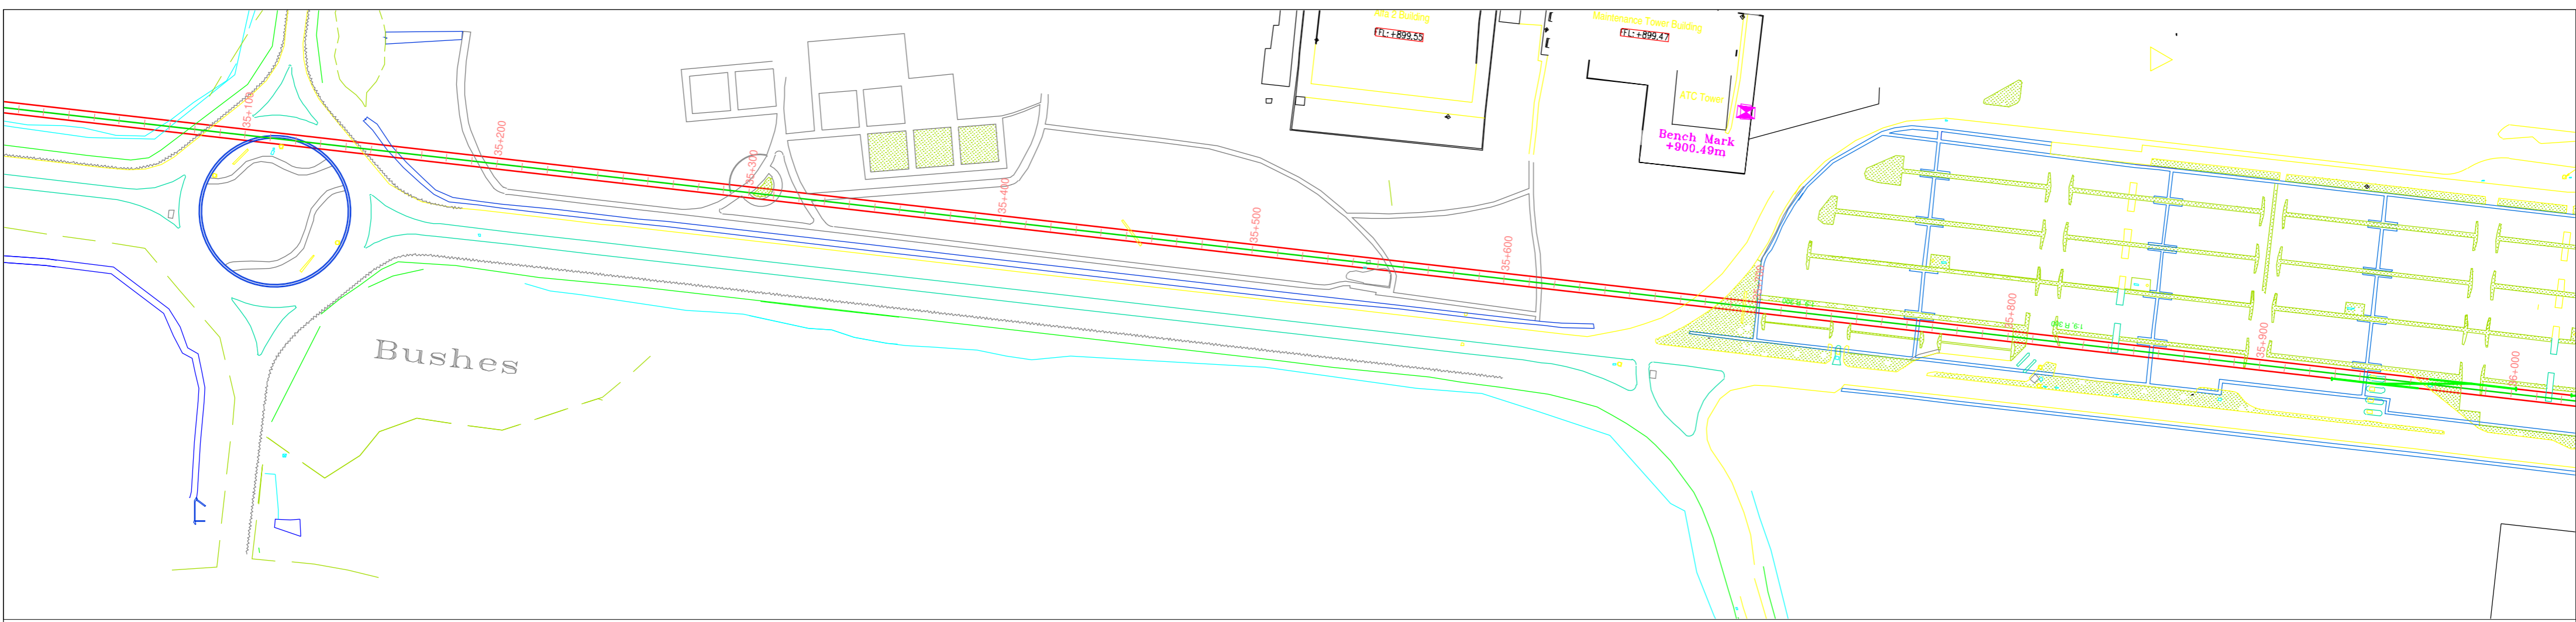 FFL:+899.55
Maintenance Tower Building
FFL:+899.47
ATC Tower
Bench Mark
+900.49m
35+100
35+200
35+300
35+400
35+500
35+600
35+800
35+900
36+000
Bushes